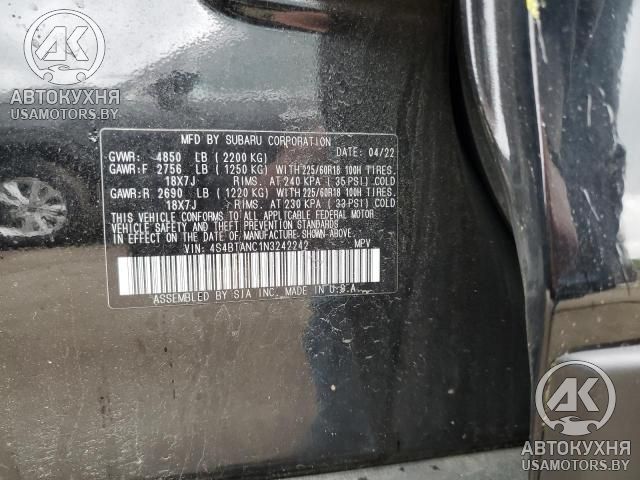 AK
АВТОКУХНЯ
USAMOTORS.BY
MFD BY SUBARU CORPORATION
GVWR: 4850 LB ( 2200 KG) DATE: 04/22
GAWR:F 2756 LB ( 1250 KG) WITH 225/60R18 100H TIRES.
18X7J RIMS. AT 240 KPA ( 35 PSI) COLD
GAWR:R 2690 LB ( 1220 KG) WITH 225/60R18 100H TIRES.
18X7J RIMS. AT 230 KPA ( 33 PSI) COLD
THIS VEHICLE CONFORMS TO ALL APPLICABLE FEDERAL MOTOR
VEHICLE SAFETY AND THEFT PREVENTION STANDARDS
IN EFFECT ON THE DATE OF MANUFACTURE SHOWN ABOVE.
VIN: 4S4BTANC1N3242242 MPV
ASSEMBLED BY SIA INC. MADE IN U.S.A.
AK
АВТОКУХНЯ
USAMOTORS.BY